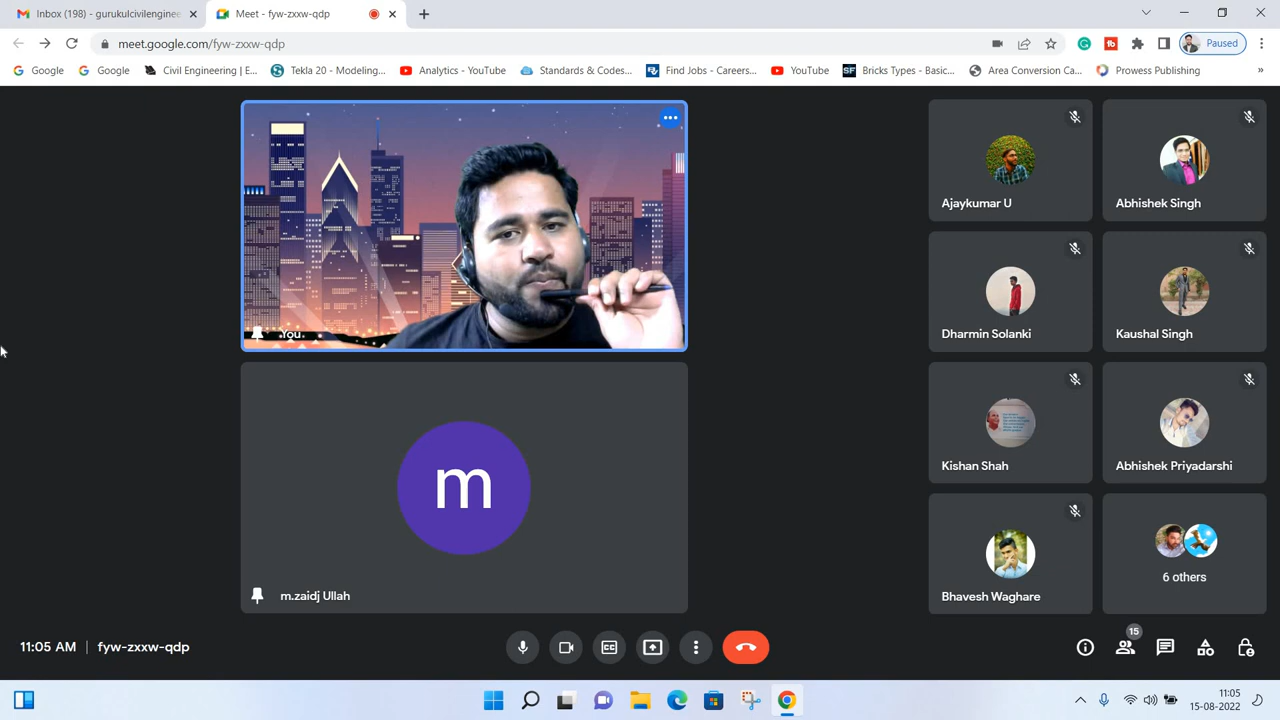 Inbox (198) - gurukulcivilenginee
Meet - fyw-zxxw-qdp
meet.google.com/fyw-zxxw-qdp
Paused
Google
Google
Civil Engineering | E...
Tekla 20 - Modeling...
Analytics - YouTube
Standards & Codes...
Find Jobs - Careers...
YouTube
SF
Bricks Types - Basic...
Area Conversion Ca...
Prowess Publishing
»
You
m
m.zaidj Ullah
Ajaykumar U
Abhishek Singh
Dharmin Solanki
Kaushal Singh
Kishan Shah
Abhishek Priyadarshi
Bhavesh Waghare
6 others
11:05 AM | fyw-zxxw-qdp
CC
15
11:05
15-08-2022